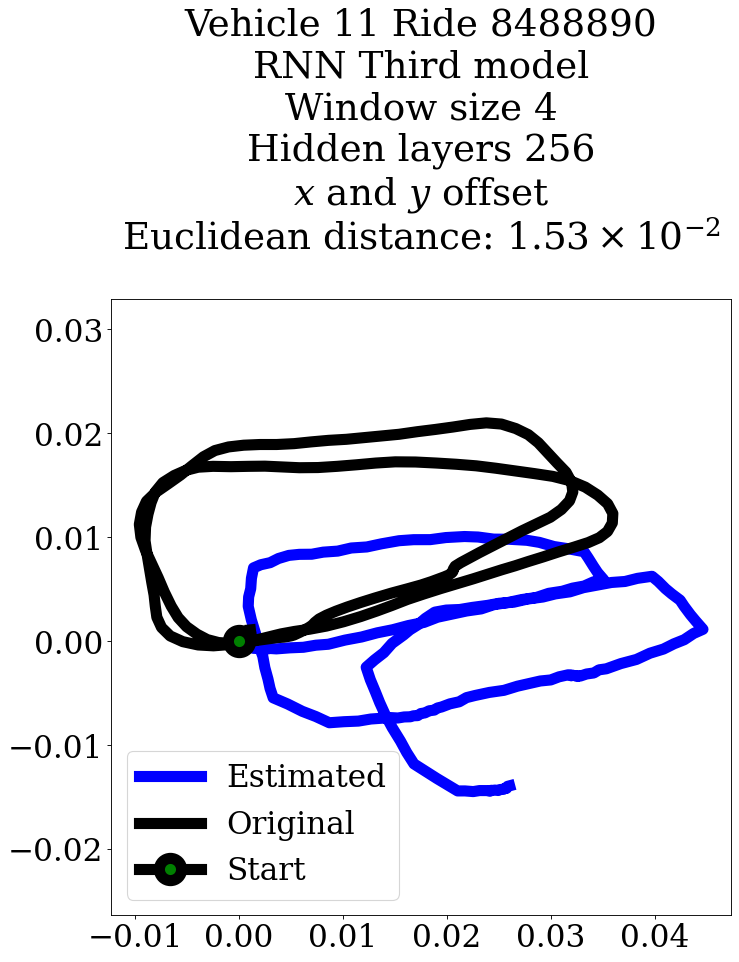 Vehicle 11 Ride 8488890
RNN Third model
Window size 4
Hidden layers 256
x and y offset
Euclidean distance: 1.53 × 10⁻²
0.03
0.02
0.01
0.00
−0.01
−0.02
Estimated
Original
Start
−0.01 0.00 0.01 0.02 0.03 0.04